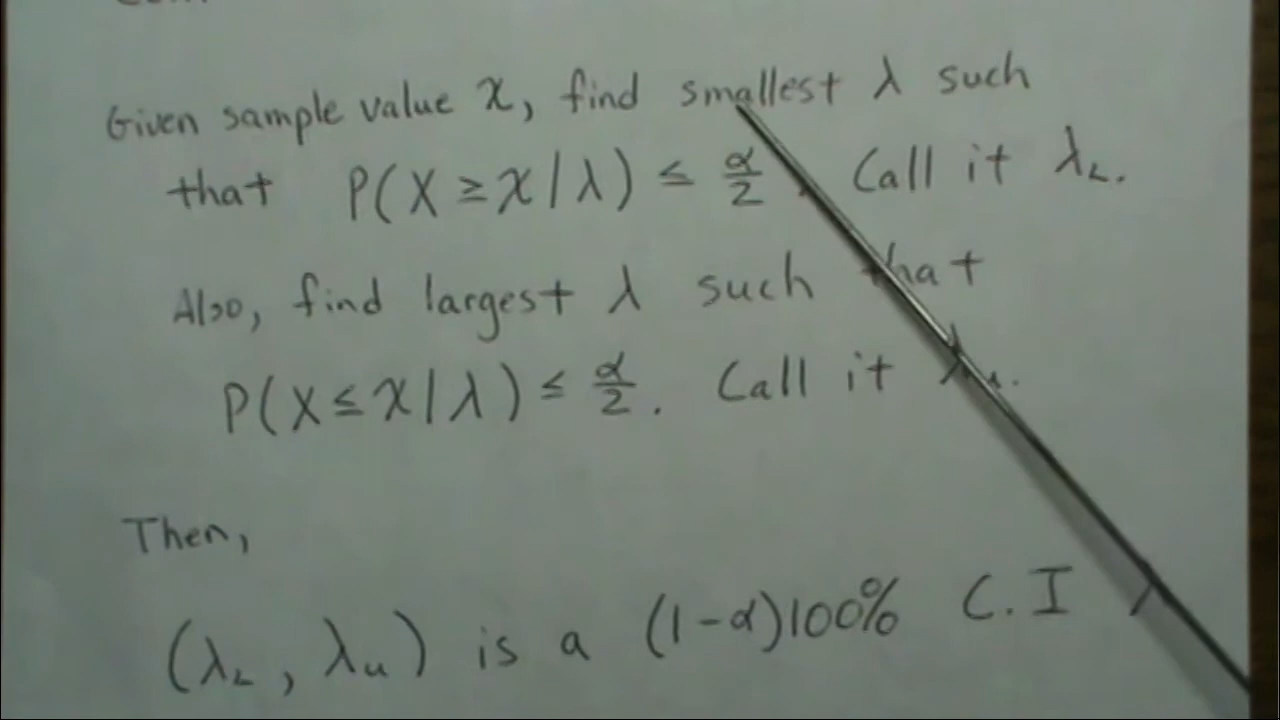 Given sample value x, find smallest λ such
that P(X ≥ x / λ) ≤ α/2. Call it λL.
Also, find largest λ such that
P(X ≤ x / λ) ≤ α/2. Call it λu.
Then,
(λL, λu) is a (1-α)100% C.I λ